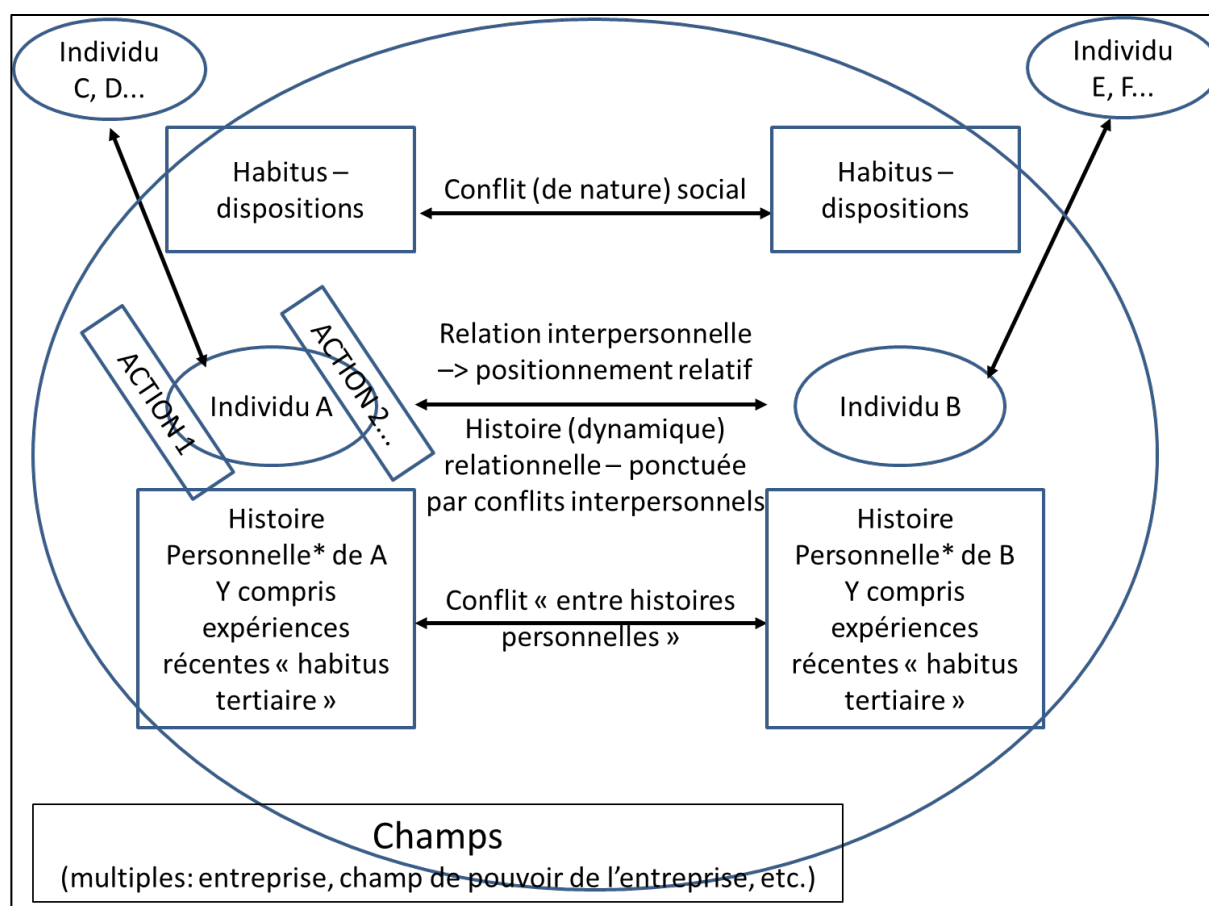 Individu
C, D...
Individu
E, F...
Habitus –
dispositions
Conflit (de nature) social
Habitus –
dispositions
ACTION 1
Individu A
ACTION 2...
Relation interpersonnelle
–> positionnement relatif
Histoire (dynamique)
relationnelle – ponctuée
par conflits interpersonnels
Individu B
Histoire
Personnelle* de A
Y compris
expériences
récentes « habitus
tertiaire »
Conflit « entre histoires
personnelles »
Histoire
Personnelle* de B
Y compris
expériences
récentes « habitus
tertiaire »
Champs
(multiples: entreprise, champ de pouvoir de l’entreprise, etc.)